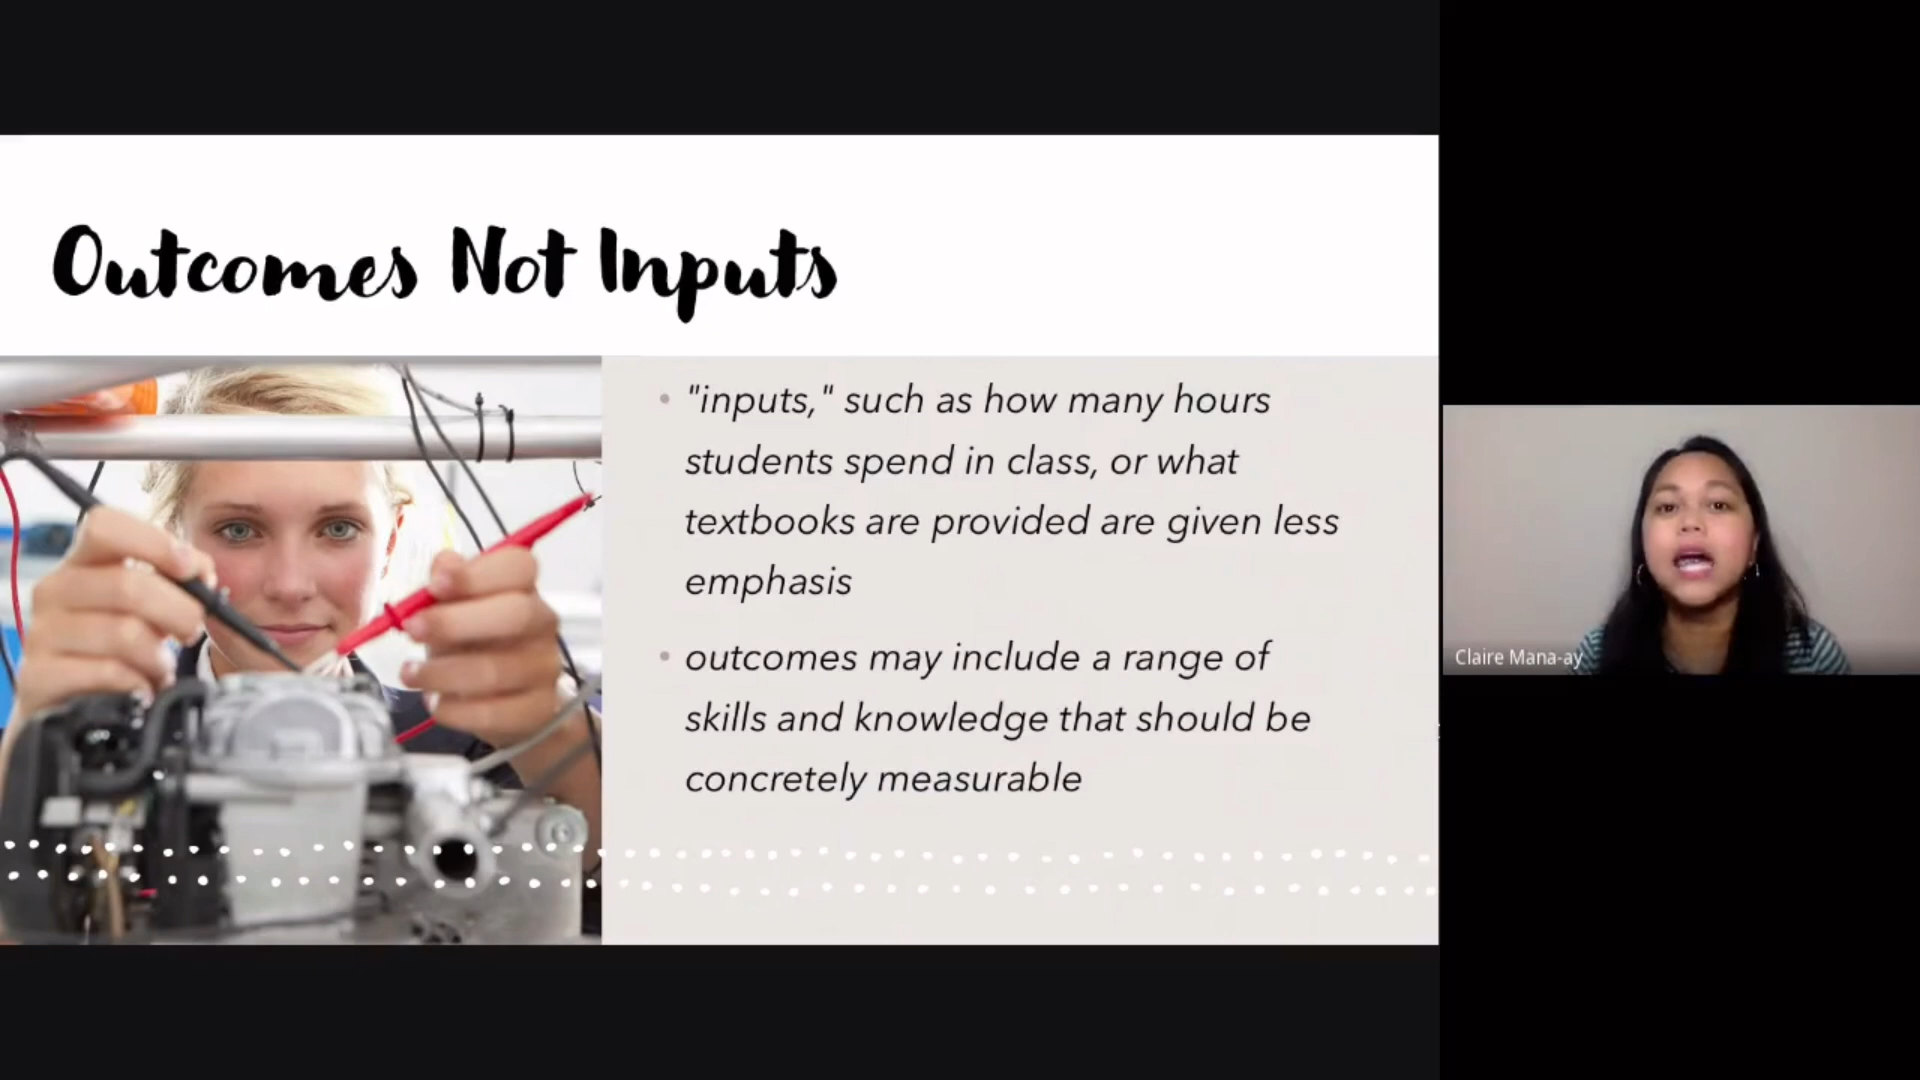 Outcomes Not Inputs
• "inputs," such as how many hours
students spend in class, or what
textbooks are provided are given less
emphasis
• outcomes may include a range of
skills and knowledge that should be
concretely measurable
Claire Mana-ay